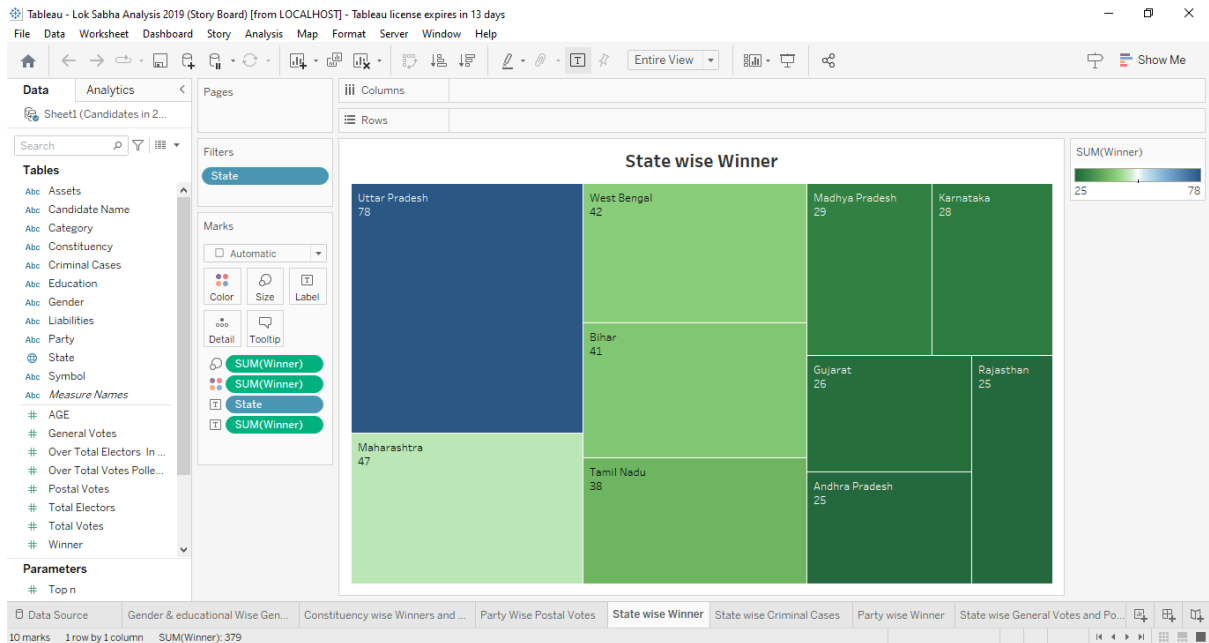 Tableau - Lok Sabha Analysis 2019 (Story Board) [from LOCALHOST] - Tableau license expires in 13 days
File Data Worksheet Dashboard Story Analysis Map Format Server Window Help
Entire View
Show Me
Data Analytics
Sheet1 (Candidates in 2...
Search
Tables
Abc Assets
Abc Candidate Name
Abc Category
Abc Constituency
Abc Criminal Cases
Abc Education
Abc Gender
Abc Liabilities
Abc Party
State
Abc Symbol
Abc Measure Names
# AGE
# General Votes
# Over Total Electors In ...
# Over Total Votes Polle...
# Postal Votes
# Total Electors
# Total Votes
# Winner
Parameters
# Top n
Pages
Filters
State
Marks
Automatic
Color Size Label
Detail Tooltip
SUM(Winner)
SUM(Winner)
State
SUM(Winner)
Columns
Rows
State wise Winner
Uttar Pradesh
78
Maharashtra
47
West Bengal
42
Bihar
41
Tamil Nadu
38
Madhya Pradesh
29
Karnataka
28
Gujarat
26
Rajasthan
25
Andhra Pradesh
25
SUM(Winner)
25 78
Data Source Gender & educational Wise Gen... Constituency wise Winners and ... Party Wise Postal Votes State wise Winner State wise Criminal Cases Party wise Winner State wise General Votes and Po...
10 marks 1 row by 1 column SUM(Winner): 379